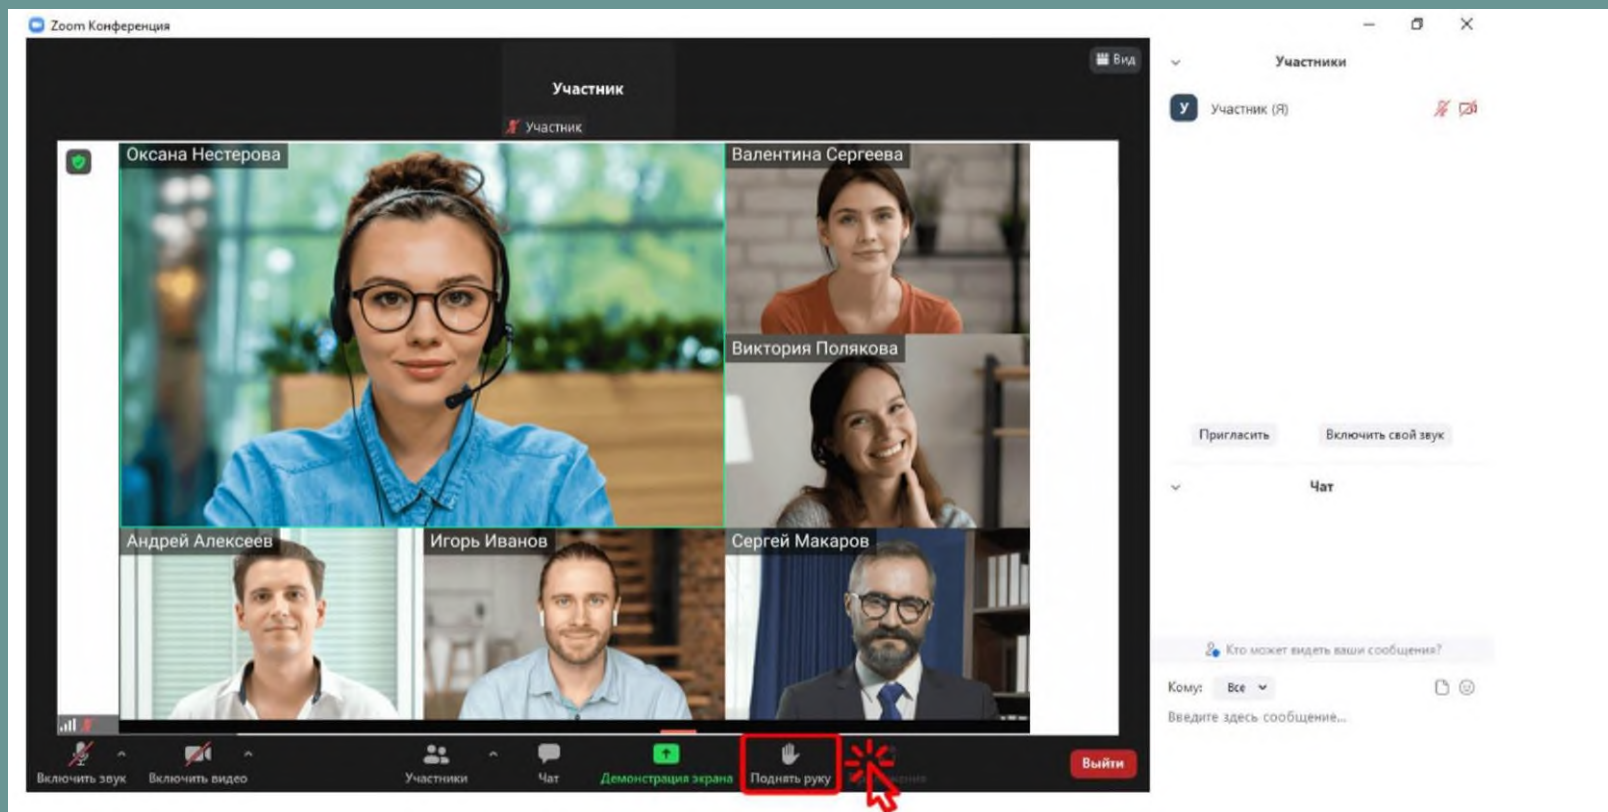 Zoom Конференция
Вид
Участник
Участник
Оксана Нестерова
Валентина Сергеева
Виктория Полякова
Андрей Алексеев
Игорь Иванов
Сергей Макаров
Включить звук
Включить видео
Участники
Чат
Демонстрация экрана
Поднять руку
Выйти
Участники
У
Участник (Я)
Пригласить
Включить свой звук
Чат
Кто может видеть ваши сообщения?
Кому: Все
Введите здесь сообщение...